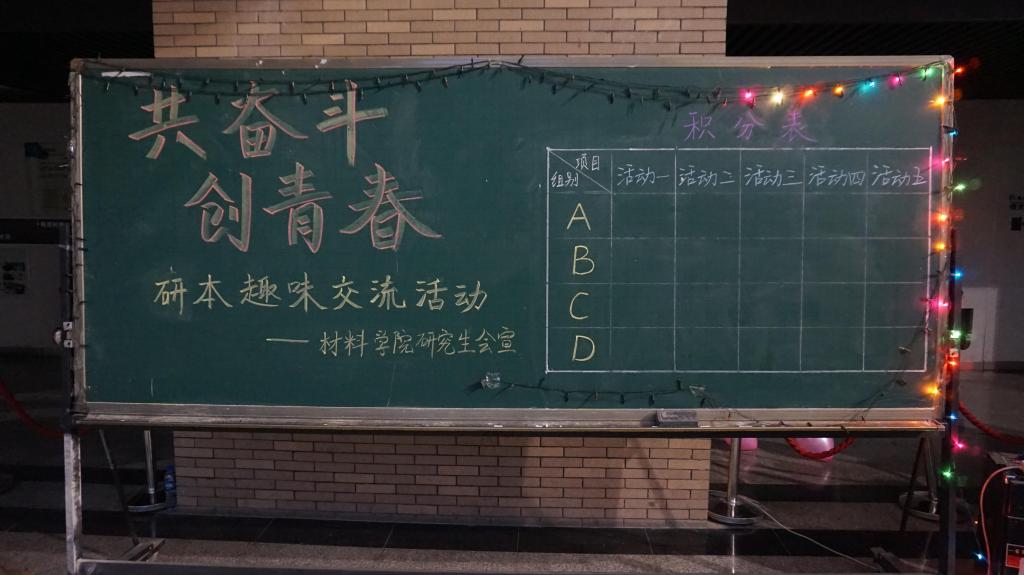 共奋斗
创青春
研本趣味交流活动
——材料学院研究生会宣
积分表
项目
组别 活动一 活动二 活动三 活动四 活动五
A
B
C
D